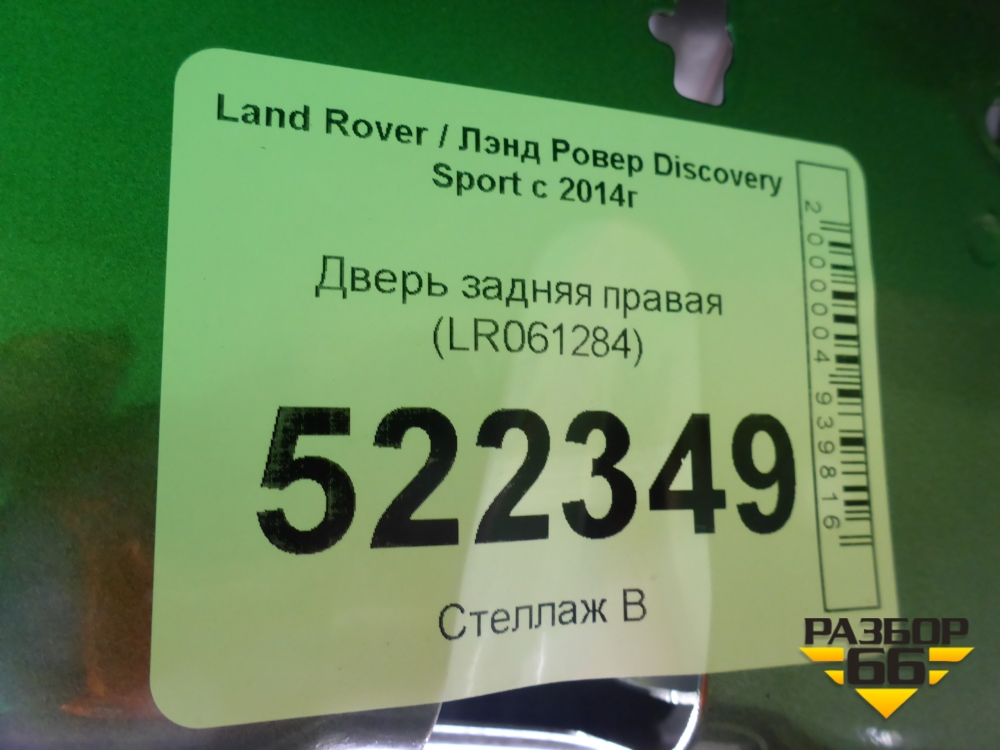 Land Rover / Лэнд Ровер Discovery
Sport с 2014г
Дверь задняя правая
(LR061284)
522349
Стеллаж В
2000004939816
РАЗБОР
66